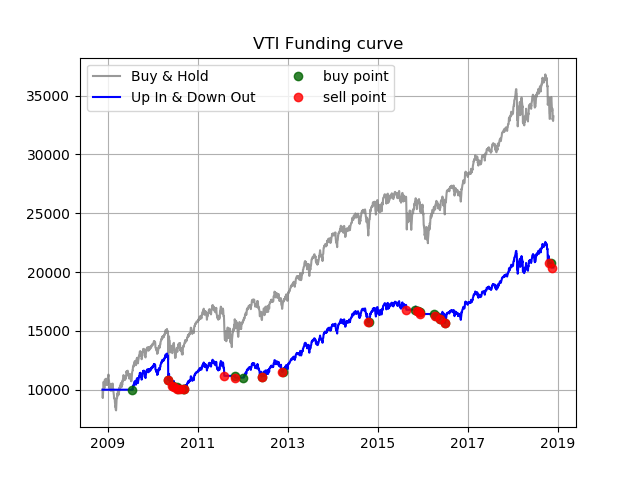 VTI Funding curve
Buy & Hold
Up In & Down Out
buy point
sell point
35000
30000
25000
20000
15000
10000
2009
2011
2013
2015
2017
2019